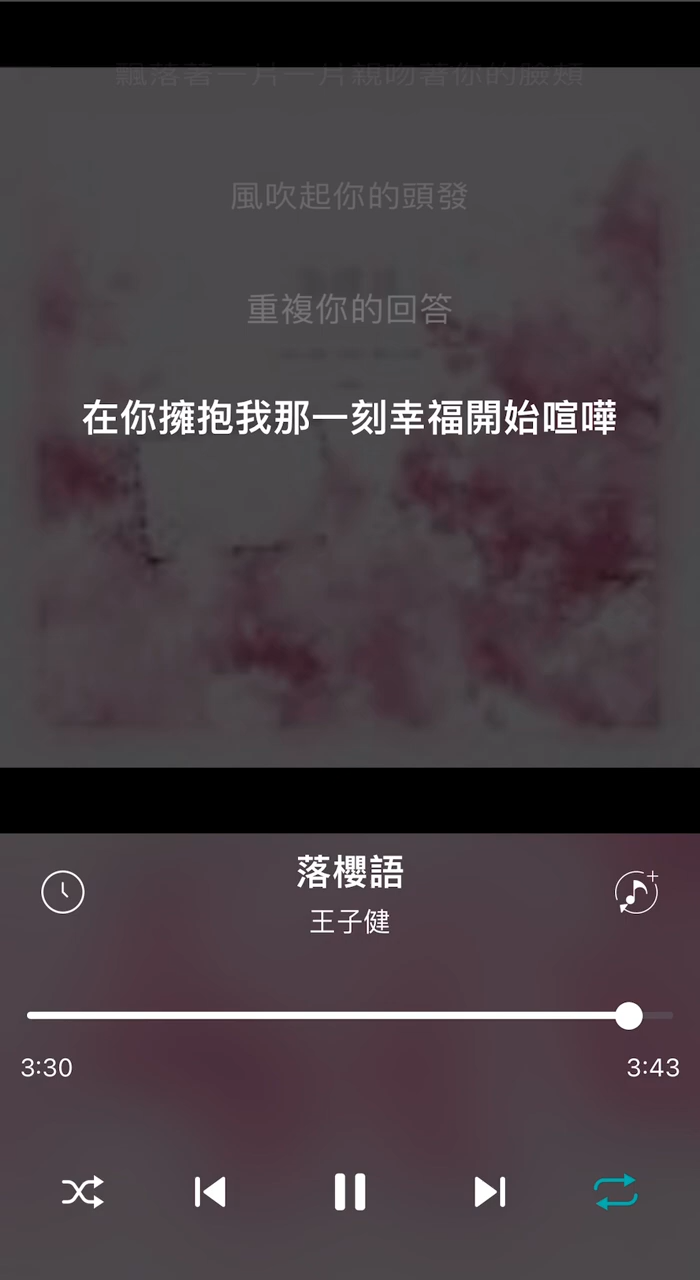 飄落著一片一片親吻著你的臉頰
風吹起你的頭發
重複你的回答
在你擁抱我那一刻幸福開始喧嘩
落櫻語
王子健
3:30
3:43